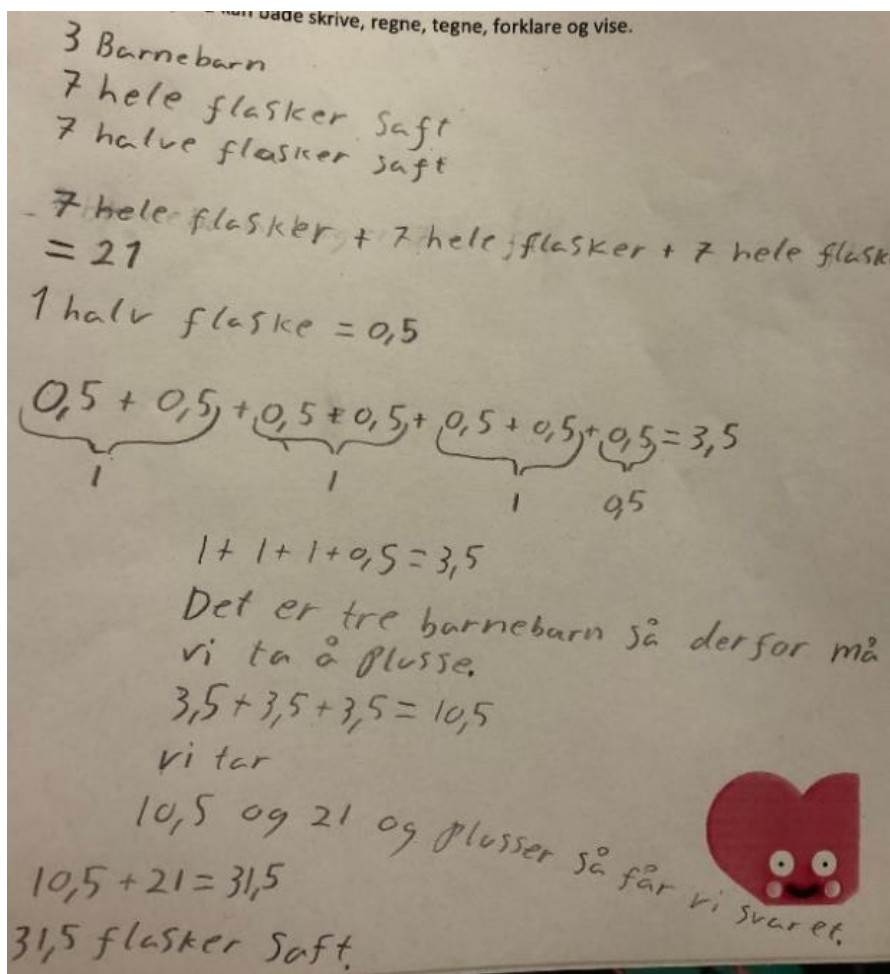 både skrive, regne, tegne, forklare og vise.
3 Barnebarn
7 hele flasker saft
7 halve flasker saft
7 hele flasker + 7 hele flasker + 7 hele flask
= 21
1 halv flaske = 0,5
0,5 + 0,5 + 0,5 + 0,5 + 0,5 + 0,5 + 0,5 = 3,5
1 1 1 0,5
1 + 1 + 1 + 0,5 = 3,5
Det er tre barnebarn så derfor må
vi ta å plusse.
3,5 + 3,5 + 3,5 = 10,5
vi tar
10,5 og 21 og plusser så får vi svaret.
10,5 + 21 = 31,5
31,5 flasker saft.